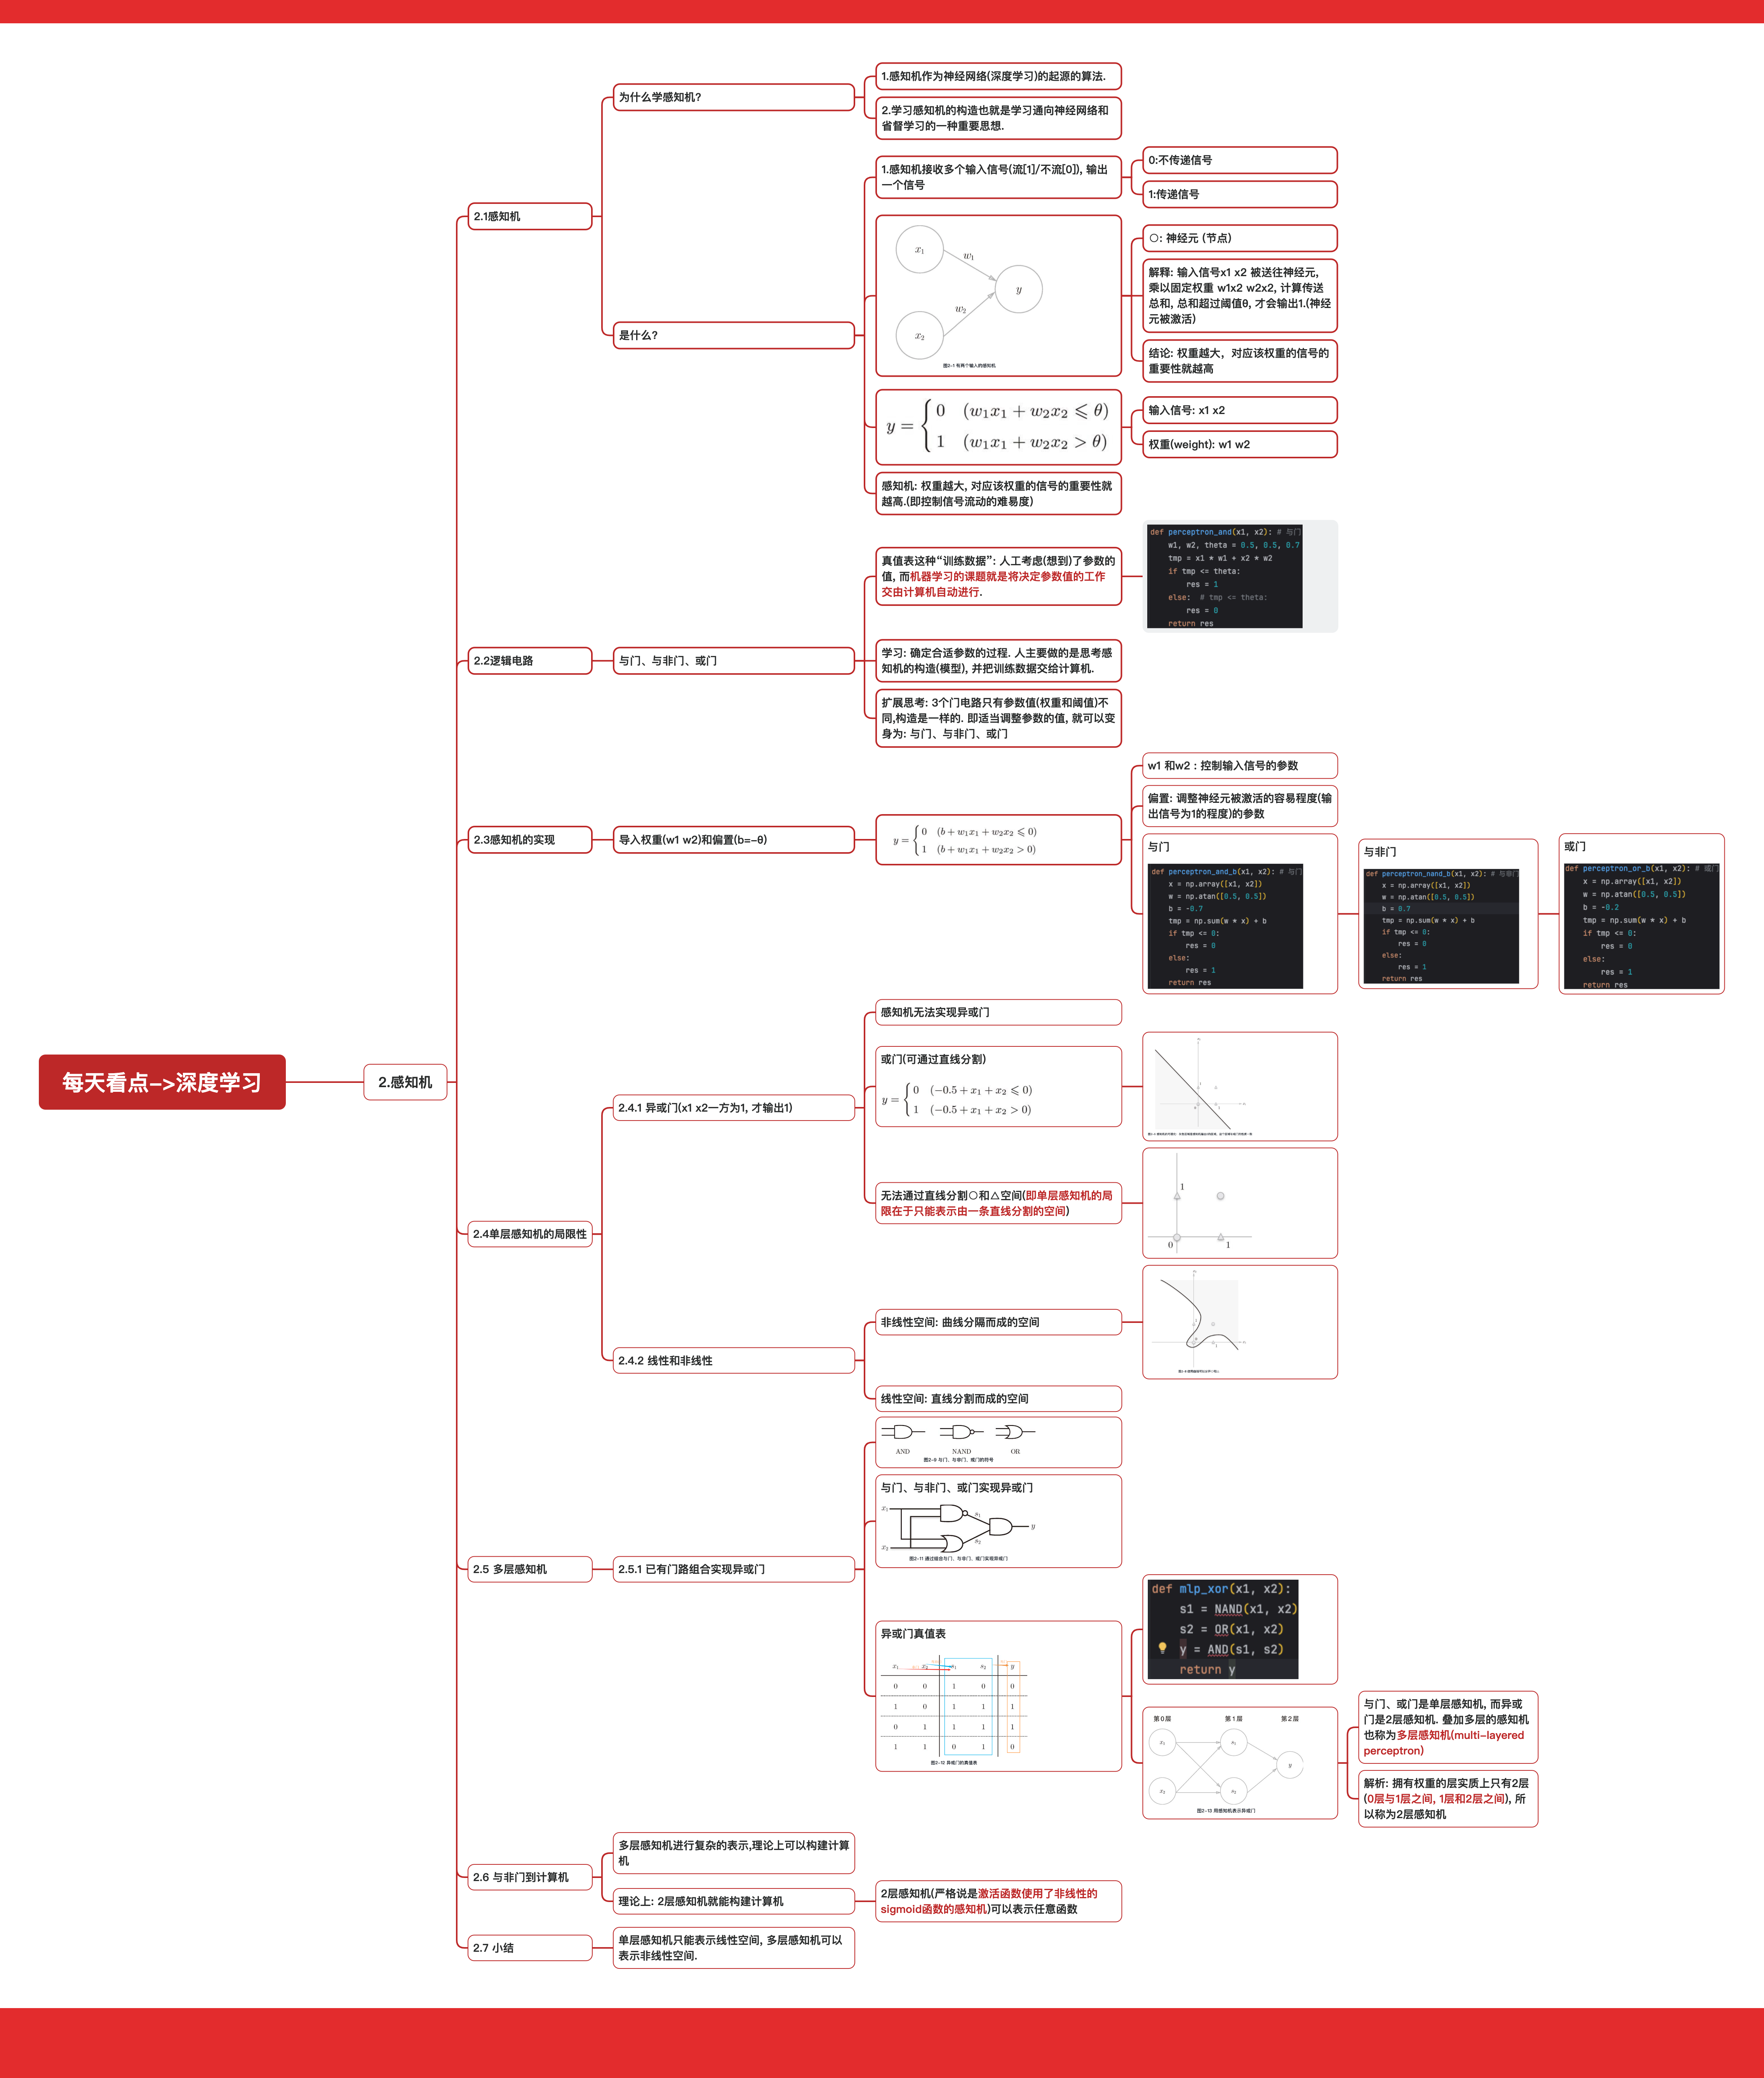 每天看点->深度学习
2.感知机
2.1感知机
为什么学感知机?
1.感知机作为神经网络(深度学习)的起源的算法.
2.学习感知机的构造也就是学习通向神经网络和
省督学习的一种重要思想.
是什么?
1.感知机接收多个输入信号(流[1]/不流[0]), 输出
一个信号
0:不传递信号
1:传递信号
x₁
w₁
y
w₂
x₂
图2-1 有两个输入的感知机
○: 神经元 (节点)
解释: 输入信号x1 x2 被送往神经元,
乘以固定权重 w1x2 w2x2, 计算传送
总和, 总和超过阈值θ, 才会输出1.(神经
元被激活)
结论: 权重越大，对应该权重的信号的
重要性就越高
y = { 0 (w₁x₁ + w₂x₂ ⩽ θ)
1 (w₁x₁ + w₂x₂ > θ)
输入信号: x1 x2
权重(weight): w1 w2
感知机: 权重越大, 对应该权重的信号的重要性就
越高.(即控制信号流动的难易度)
2.2逻辑电路
与门、与非门、或门
真值表这种“训练数据”: 人工考虑(想到)了参数的
值, 而机器学习的课题就是将决定参数值的工作
交由计算机自动进行.
def perceptron_and(x1, x2): # 与门
w1, w2, theta = 0.5, 0.5, 0.7
tmp = x1 * w1 + x2 * w2
if tmp <= theta:
res = 1
else: # tmp <= theta:
res = 0
return res
学习: 确定合适参数的过程. 人主要做的是思考感
知机的构造(模型), 并把训练数据交给计算机.
扩展思考: 3个门电路只有参数值(权重和阈值)不
同,构造是一样的. 即适当调整参数的值, 就可以变
身为: 与门、与非门、或门
2.3感知机的实现
导入权重(w1 w2)和偏置(b=-θ)
y = { 0 (b + w₁x₁ + w₂x₂ ⩽ 0)
1 (b + w₁x₁ + w₂x₂ > 0)
w1 和w2 : 控制输入信号的参数
偏置: 调整神经元被激活的容易程度(输
出信号为1的程度)的参数
与门
def perceptron_and_b(x1, x2): # 与门
x = np.array([x1, x2])
w = np.atan([0.5, 0.5])
b = -0.7
tmp = np.sum(w * x) + b
if tmp <= 0:
res = 0
else:
res = 1
return res
与非门
def perceptron_nand_b(x1, x2): # 与非门
x = np.array([x1, x2])
w = np.atan([0.5, 0.5])
b = 0.7
tmp = np.sum(w * x) + b
if tmp <= 0:
res = 0
else:
res = 1
return res
或门
def perceptron_or_b(x1, x2): # 或门
x = np.array([x1, x2])
w = np.atan([0.5, 0.5])
b = -0.2
tmp = np.sum(w * x) + b
if tmp <= 0:
res = 0
else:
res = 1
return res
2.4单层感知机的局限性
2.4.1 异或门(x1 x2一方为1, 才输出1)
感知机无法实现异或门
或门(可通过直线分割)
y = { 0 (−0.5 + x₁ + x₂ ⩽ 0)
1 (−0.5 + x₁ + x₂ > 0)
无法通过直线分割○和△空间(即单层感知机的局
限在于只能表示由一条直线分割的空间)
1
0
1
2.4.2 线性和非线性
非线性空间: 曲线分隔而成的空间
线性空间: 直线分割而成的空间
2.5 多层感知机
2.5.1 已有门路组合实现异或门
AND NAND OR
图2-9 与门、与非门、或门的符号
与门、与非门、或门实现异或门
x₁
s₁
y
s₂
x₂
图2-11 通过组合与门、与非门、或门实现异或门
异或门真值表
x₁ x₂ s₁ s₂ y
0 0 1 0 0
1 0 1 1 1
0 1 1 1 1
1 1 0 1 0
图2-12 异或门的真值表
def mlp_xor(x1, x2):
s1 = NAND(x1, x2)
s2 = OR(x1, x2)
y = AND(s1, s2)
return y
第0层 第1层 第2层
x₁ s₁
y
x₂ s₂
图2-13 用感知机表示异或门
与门、或门是单层感知机, 而异或
门是2层感知机. 叠加多层的感知机
也称为多层感知机(multi-layered
perceptron)
解析: 拥有权重的层实质上只有2层
(0层与1层之间, 1层和2层之间), 所
以称为2层感知机
2.6 与非门到计算机
多层感知机进行复杂的表示,理论上可以构建计算
机
理论上: 2层感知机就能构建计算机
2层感知机(严格说是激活函数使用了非线性的
sigmoid函数的感知机)可以表示任意函数
2.7 小结
单层感知机只能表示线性空间, 多层感知机可以
表示非线性空间.